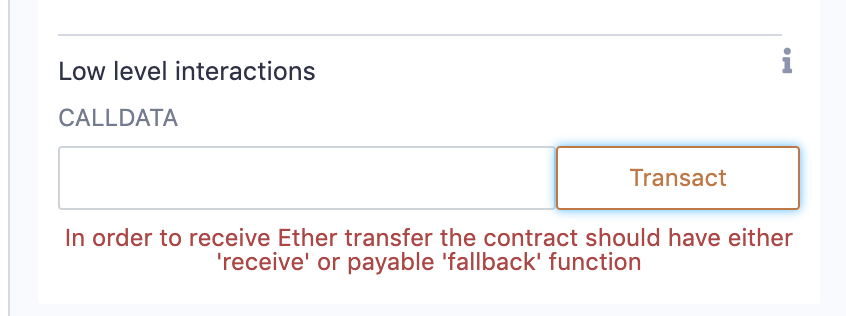 Low level interactions
CALLDATA
Transact
In order to receive Ether transfer the contract should have either
'receive' or payable 'fallback' function